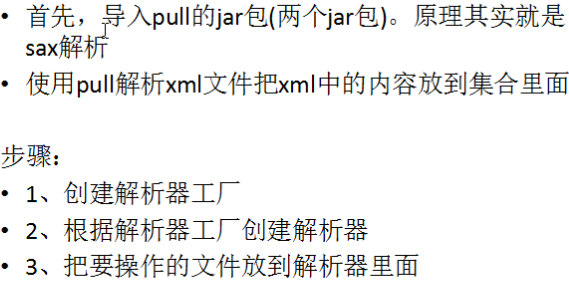 • 首先，导入pull的jar包(两个jar包)。原理其实就是
sax解析
• 使用pull解析xml文件把xml中的内容放到集合里面
步骤：
• 1、创建解析器工厂
• 2、根据解析器工厂创建解析器
• 3、把要操作的文件放到解析器里面